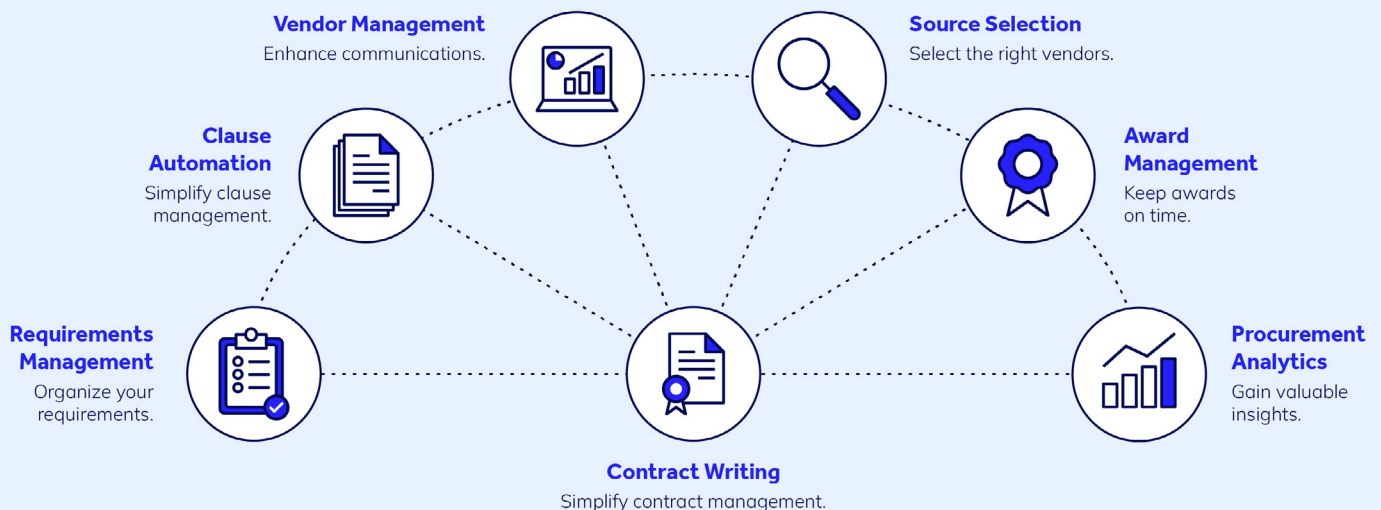 Vendor Management
Enhance communications.
Source Selection
Select the right vendors.
Clause
Automation
Simplify clause
management.
Award
Management
Keep awards
on time.
Requirements
Management
Organize your
requirements.
Procurement
Analytics
Gain valuable
insights.
Contract Writing
Simplify contract management.